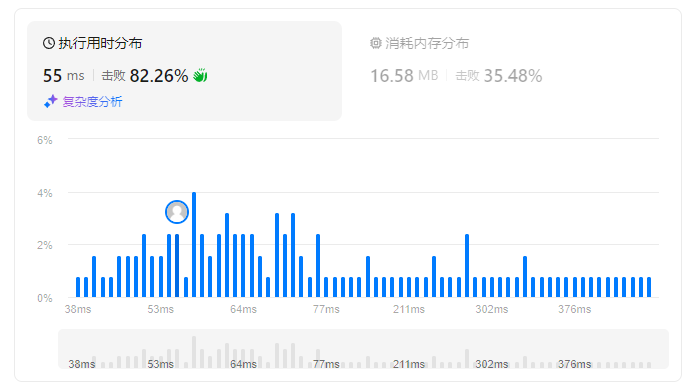 执行用时分布
消耗内存分布
55 ms 击败 82.26%
16.58 MB 击败 35.48%
复杂度分析
6%
4%
2%
0%
38ms 53ms 64ms 77ms 211ms 302ms 376ms
38ms 53ms 64ms 77ms 211ms 302ms 376ms